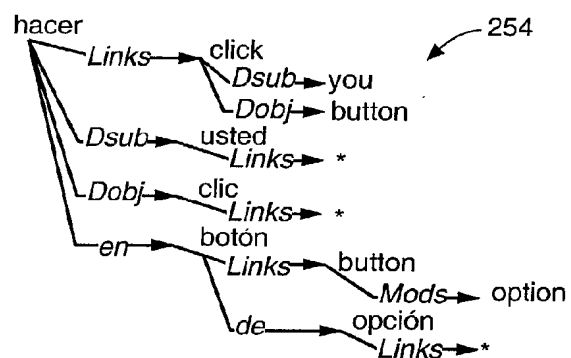 hacer
254
Links click
Dsub you
Dobj button
Dsub usted
Links *
Dobj clic
Links *
en botón
Links button
Mods option
de opción
Links *